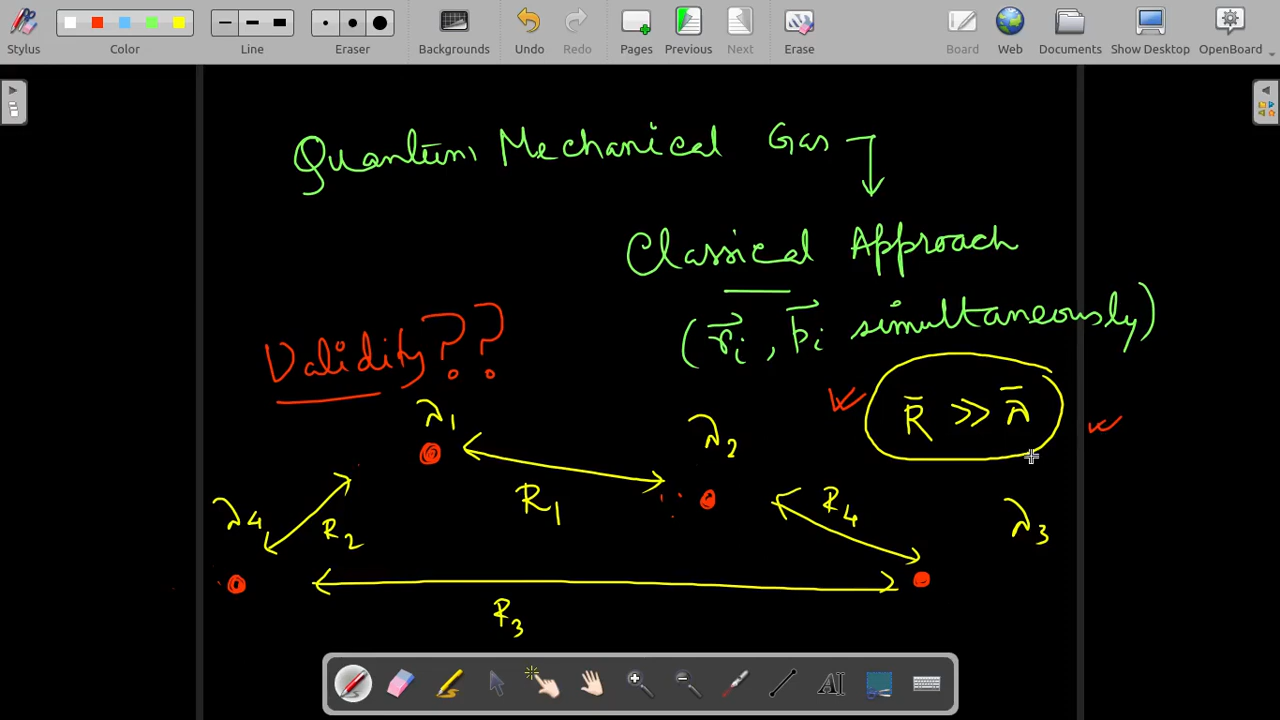 Stylus Color Line Eraser Backgrounds Undo Redo Pages Previous Next Erase Board Web Documents Show Desktop OpenBoard
Quantum Mechanical Gas
Classical Approach
(r⃗i, p⃗i simultaneously)
Validity??
R̄ >> λ̄
λ1
λ2
R1
R4
λ4
R2
λ3
R3
AI